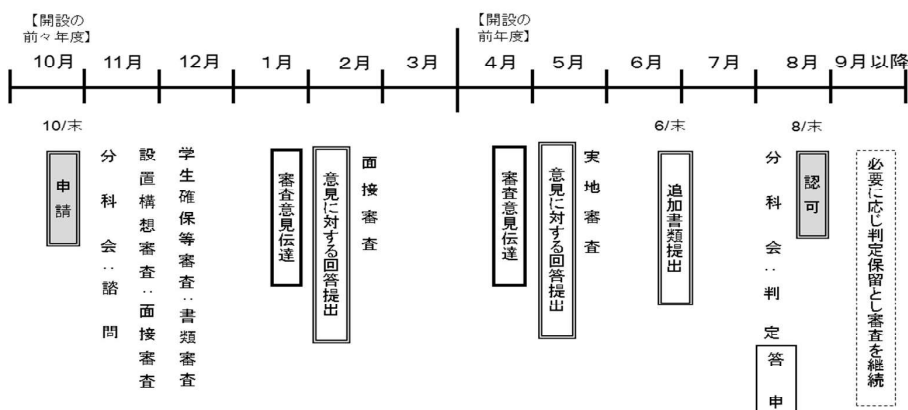 【開設の
前々年度】
【開設の
前年度】
10月
11月
12月
1月
2月
3月
4月
5月
6月
7月
8月
9月以降
10/末
6/末
8/末
申請
分科会：諮問
設置構想審査：面接審査
学生確保等審査：書類審査
審査意見伝達
意見に対する回答提出
面接審査
審査意見伝達
意見に対する回答提出
実地審査
追加書類提出
分科会：判定
答申
認可
必要に応じ判定保留とし審査を継続